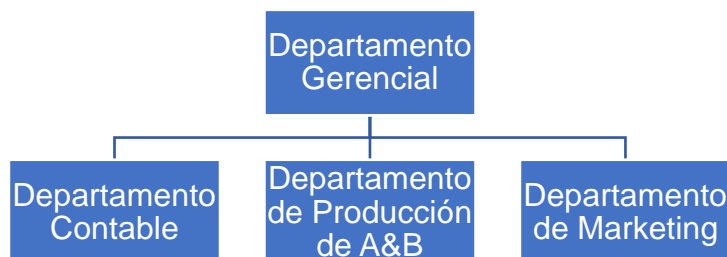 Departamento
Gerencial
Departamento
Contable
Departamento
de Producción
de A&B
Departamento
de Marketing